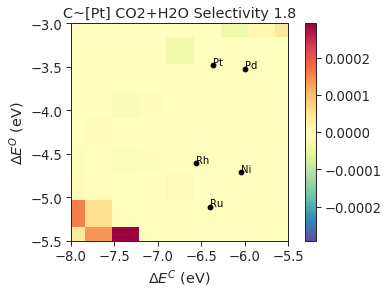 C~[Pt] CO2+H2O Selectivity 1.8
ΔE^O (eV)
−3.0
−3.5
−4.0
−4.5
−5.0
−5.5
Pt
Pd
Rh
Ni
Ru
−8.0 −7.5 −7.0 −6.5 −6.0 −5.5
ΔE^C (eV)
0.0002
0.0001
0.0000
−0.0001
−0.0002